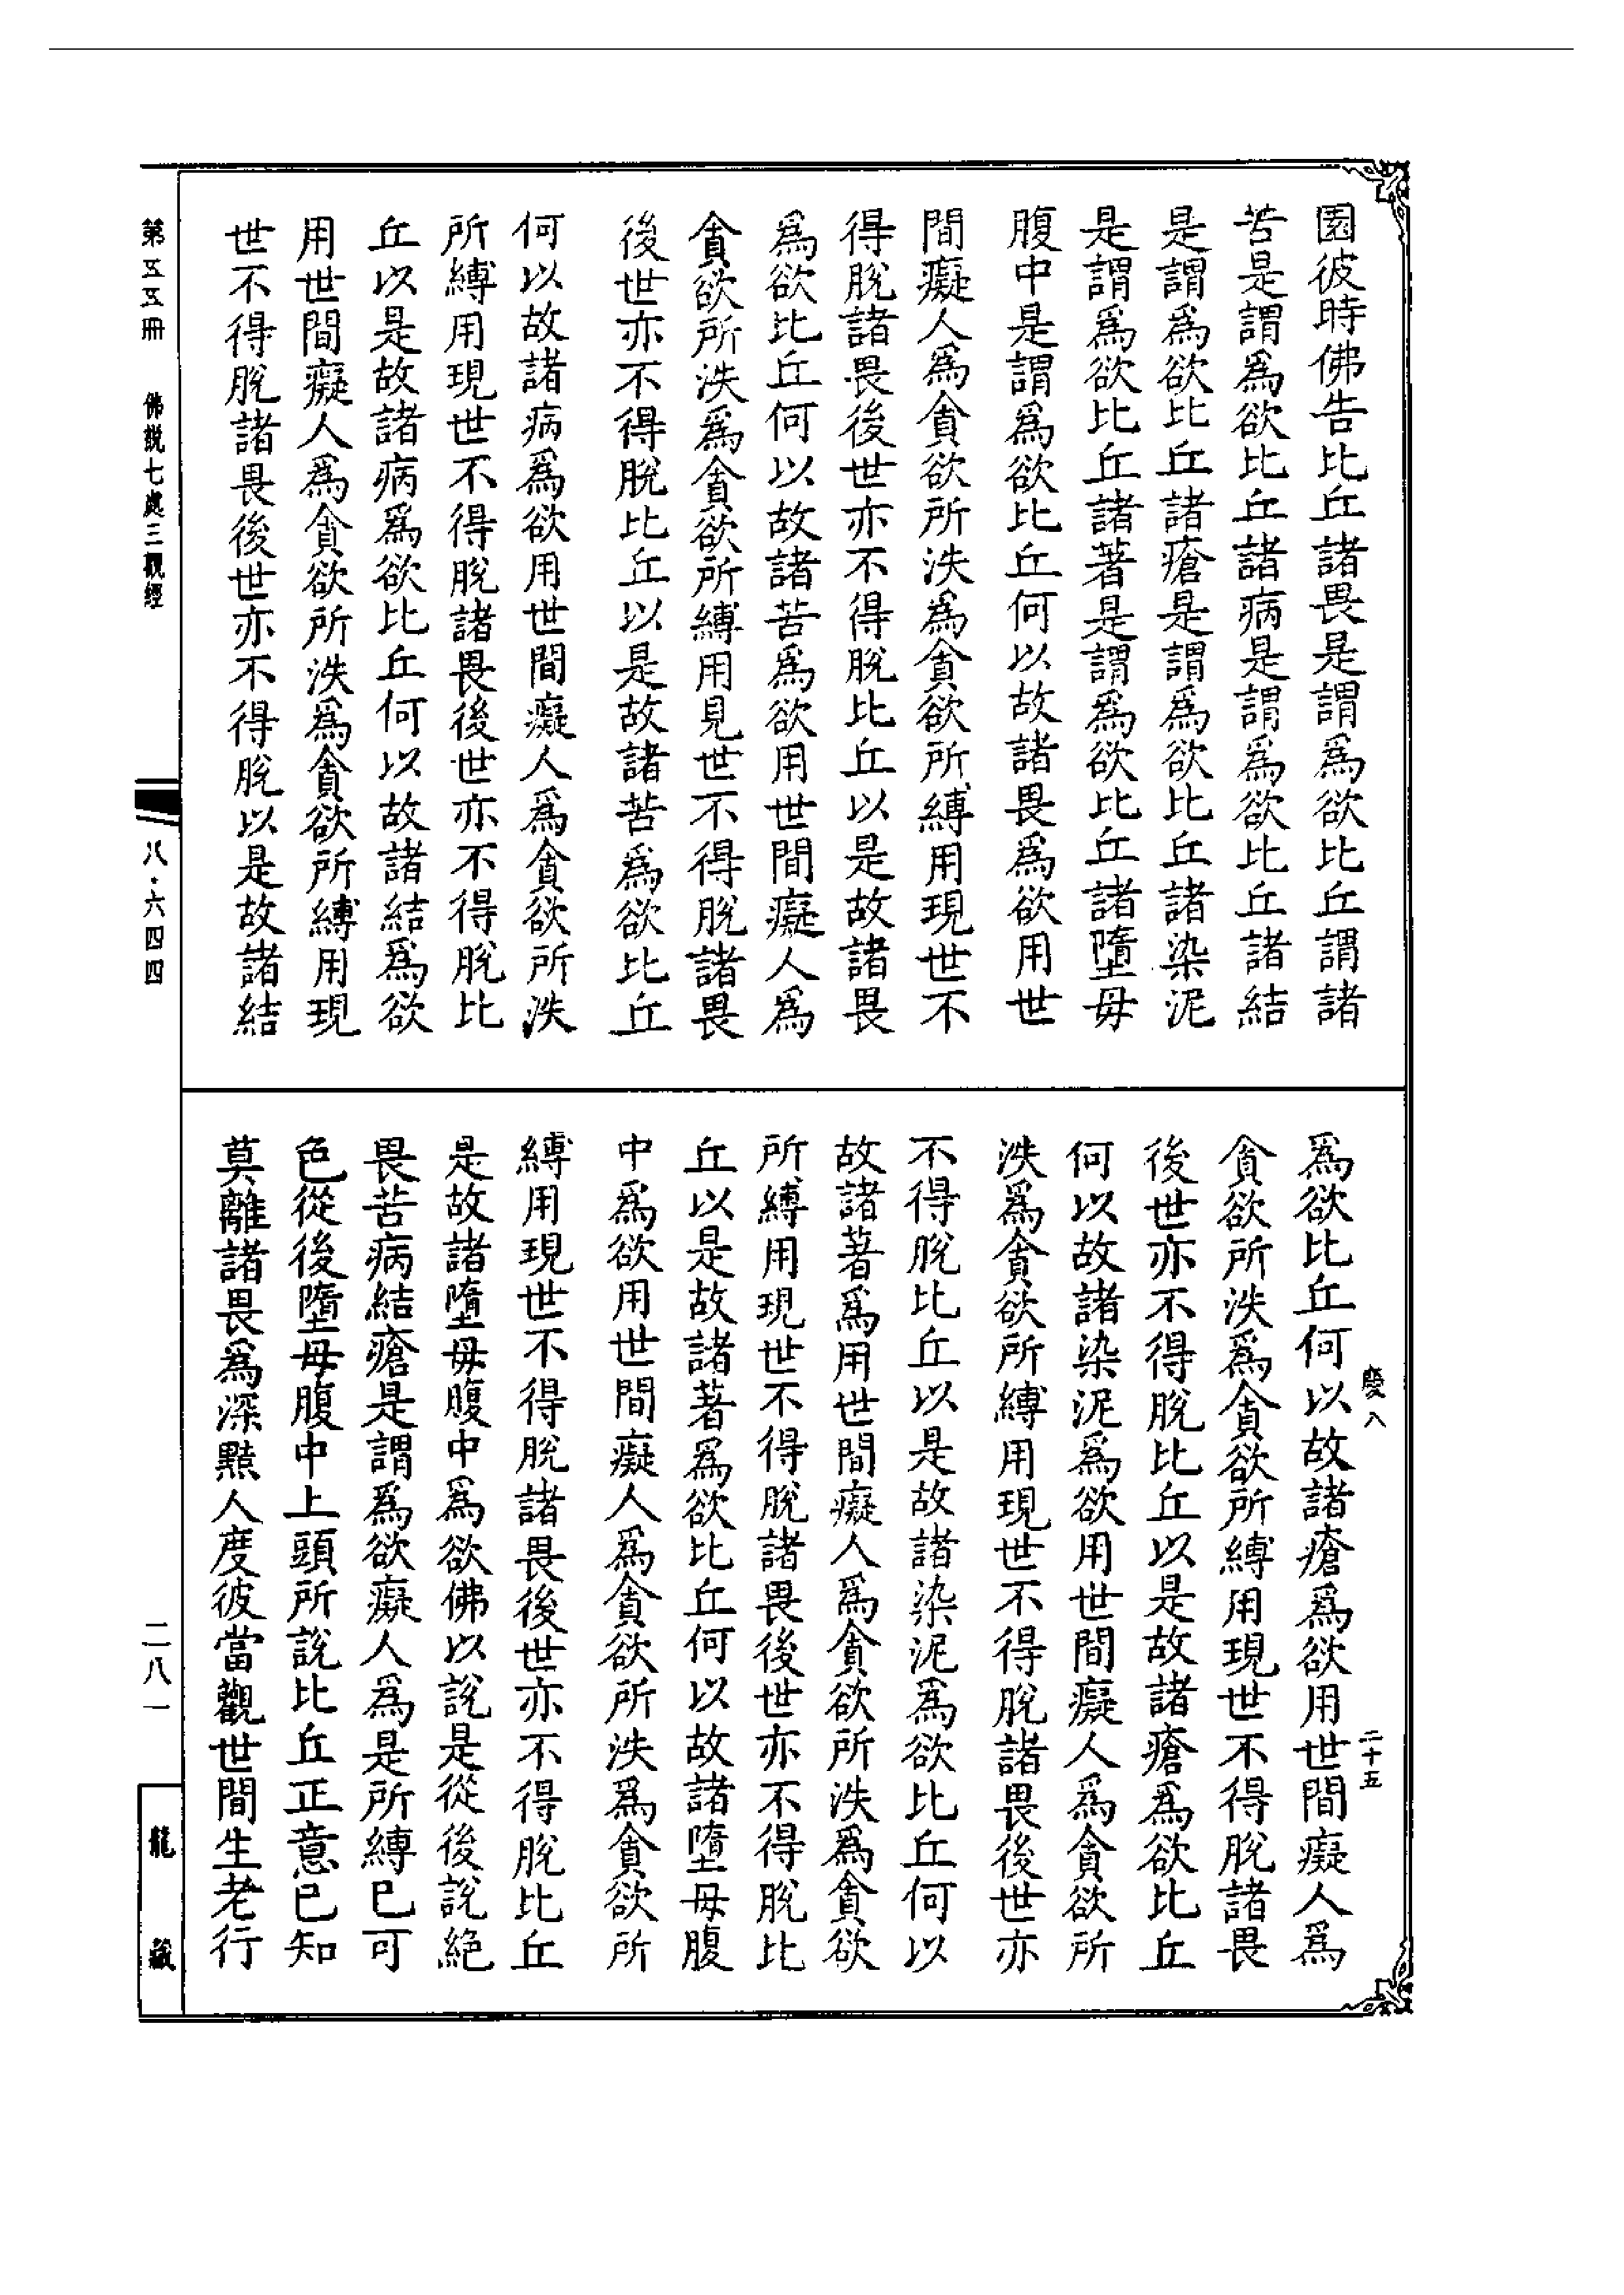 園彼時佛告比丘諸畏是謂爲欲比丘謂諸
苦是謂爲欲比丘諸病是謂爲欲比丘諸結
是謂爲欲比丘諸瘡是謂爲欲比丘諸染泥
是謂爲欲比丘諸著是謂爲欲比丘諸墮母
腹中是謂爲欲比丘何以故諸畏爲欲用世
間癡人爲貪欲所泆爲貪欲所縛用現世不
得脫諸畏後世亦不得脫比丘以是故諸畏
爲欲比丘何以故諸苦爲欲用世間癡人爲
貪欲所泆爲貪欲所縛用見世不得脫諸畏
後世亦不得脫比丘以是故諸苦爲欲比丘
何以故諸病爲欲用世間癡人爲貪欲所泆
所縛用現世不得脫諸畏後世亦不得脫比
丘以是故諸病爲欲比丘何以故諸結爲欲
用世間癡人爲貪欲所泆爲貪欲所縛用現
世不得脫諸畏後世亦不得脫以是故諸結
爲欲比丘何以故諸瘡爲欲用世間癡人爲
貪欲所泆爲貪欲所縛用現世不得脫諸畏
後世亦不得脫比丘以是故諸瘡爲欲比丘
何以故諸染泥爲欲用世間癡人爲貪欲所
泆爲貪欲所縛用現世不得脫諸畏後世亦
不得脫比丘以是故諸染泥爲欲比丘何以
故諸著爲用世間癡人爲貪欲所泆爲貪欲
所縛用現世不得脫諸畏後世亦不得脫比
丘以是故諸著爲欲比丘何以故諸墮母腹
中爲欲用世間癡人爲貪欲所泆爲貪欲所
縛用現世不得脫諸畏後世亦不得脫比丘
是故諸墮母腹中爲欲佛以說是從後說絕
畏苦病結瘡是謂爲欲癡人爲是所縛已可
色從後墮母腹中上頭所說比丘正意已知
莫離諸畏爲深黠人度彼當觀世間生老行
慶八
二十五
第五五冊
佛說七處三觀經
八·六四四
二八一
龍藏